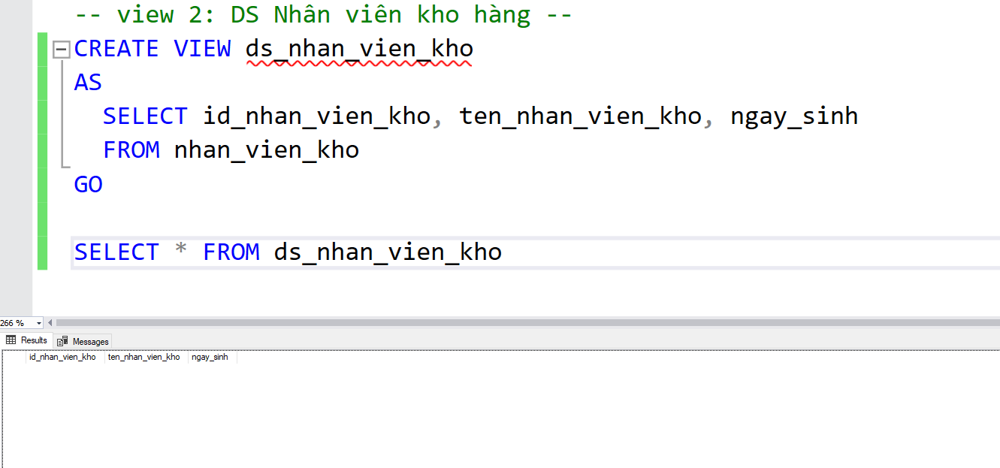 -- view 2: DS Nhân viên kho hàng --
CREATE VIEW ds_nhan_vien_kho
AS
SELECT id_nhan_vien_kho, ten_nhan_vien_kho, ngay_sinh
FROM nhan_vien_kho
GO
SELECT * FROM ds_nhan_vien_kho
266 %
Results Messages
id_nhan_vien_kho ten_nhan_vien_kho ngay_sinh